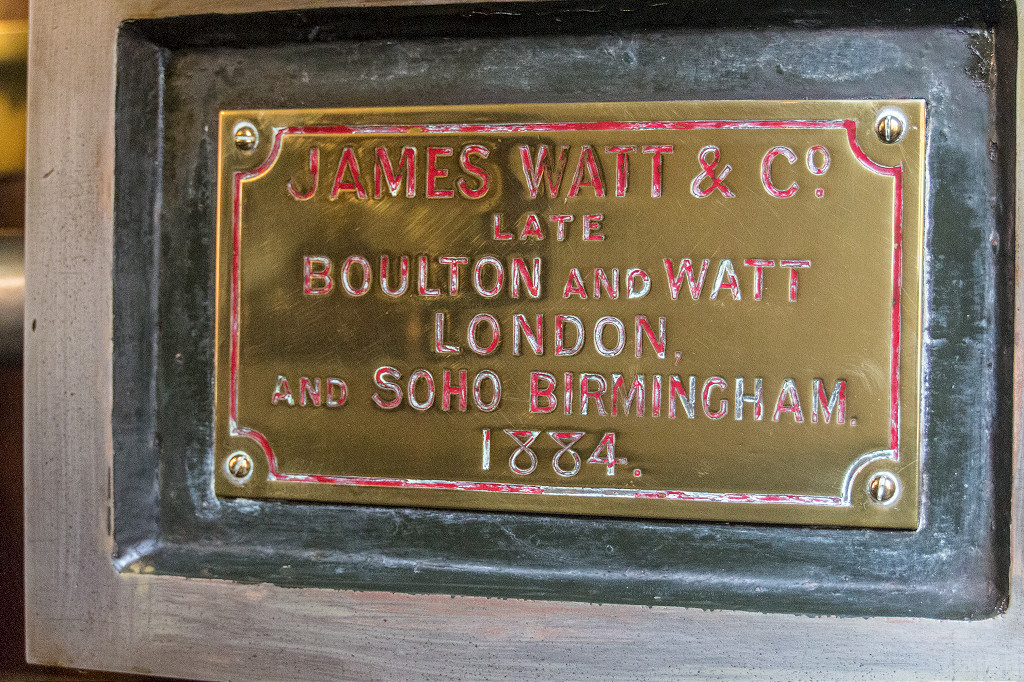 JAMES WATT & Cº.
LATE
BOULTON AND WATT
LONDON,
AND SOHO BIRMINGHAM.
1884.